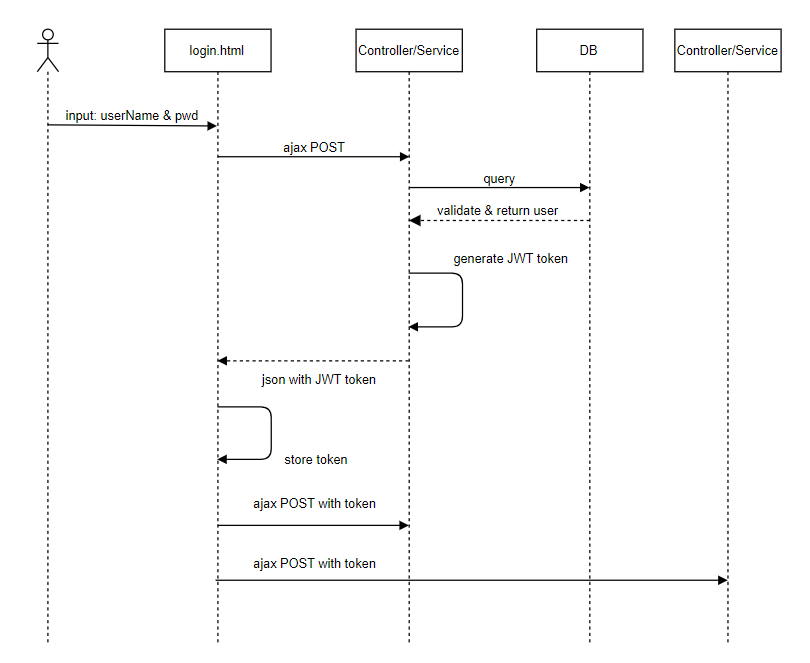 login.html
Controller/Service
DB
Controller/Service
input: userName & pwd
ajax POST
query
validate & return user
generate JWT token
json with JWT token
store token
ajax POST with token
ajax POST with token